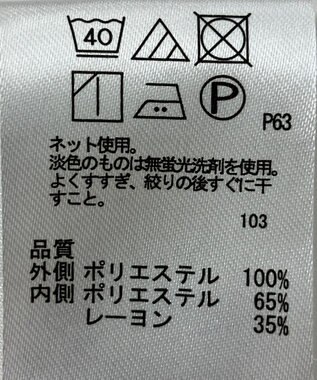 40
P
P63
ネット使用。
淡色のものは無蛍光洗剤を使用。
よくすすぎ、絞りの後すぐに干
すこと。
103
品質
外側 ポリエステル 100%
内側 ポリエステル 65%
レーヨン 35%